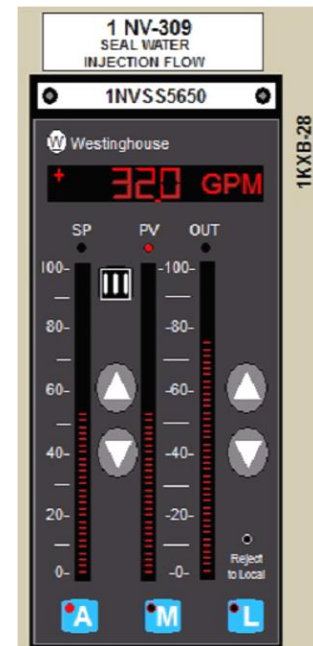 1 NV-309
SEAL WATER
INJECTION FLOW
1NVSS5650
W Westinghouse
+ 32.0 GPM
SP PV OUT
100- -100-
80- -80-
60- -60-
40- -40-
20- -20-
0- -0-
Reject
to Local
A M L
1KXB-28